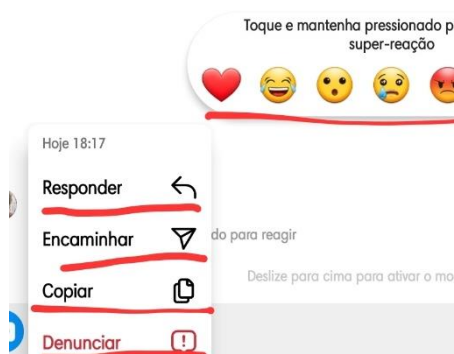 Toque e mantenha pressionado p
super-reação
Hoje 18:17
Responder
Encaminhar
do para reagir
Deslize para cima para ativar o mo
Copiar
Denunciar